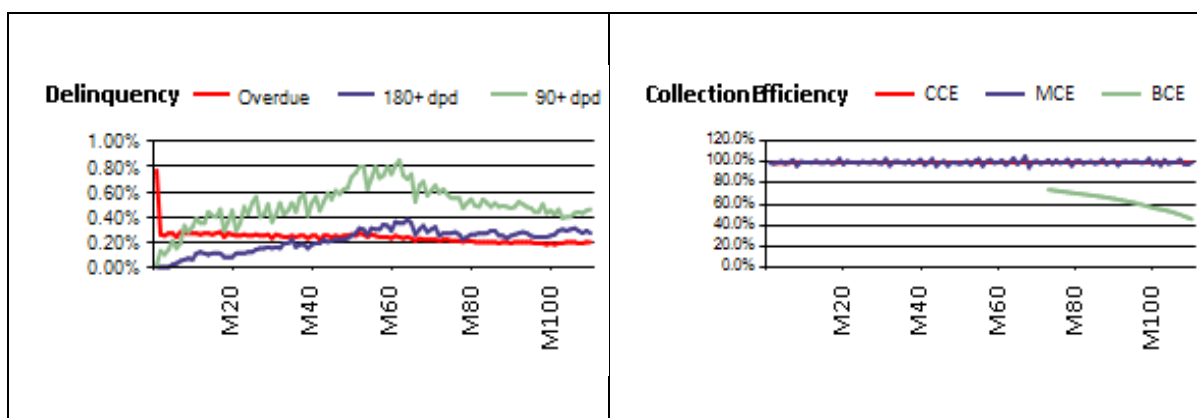 Delinquency Overdue 180+ dpd 90+ dpd
1.00%
0.80%
0.60%
0.40%
0.20%
0.00%
M20
M40
M60
M80
M100
Collection Efficiency CCE MCE BCE
120.0%
100.0%
80.0%
60.0%
40.0%
20.0%
0.0%
M20
M40
M60
M80
M100